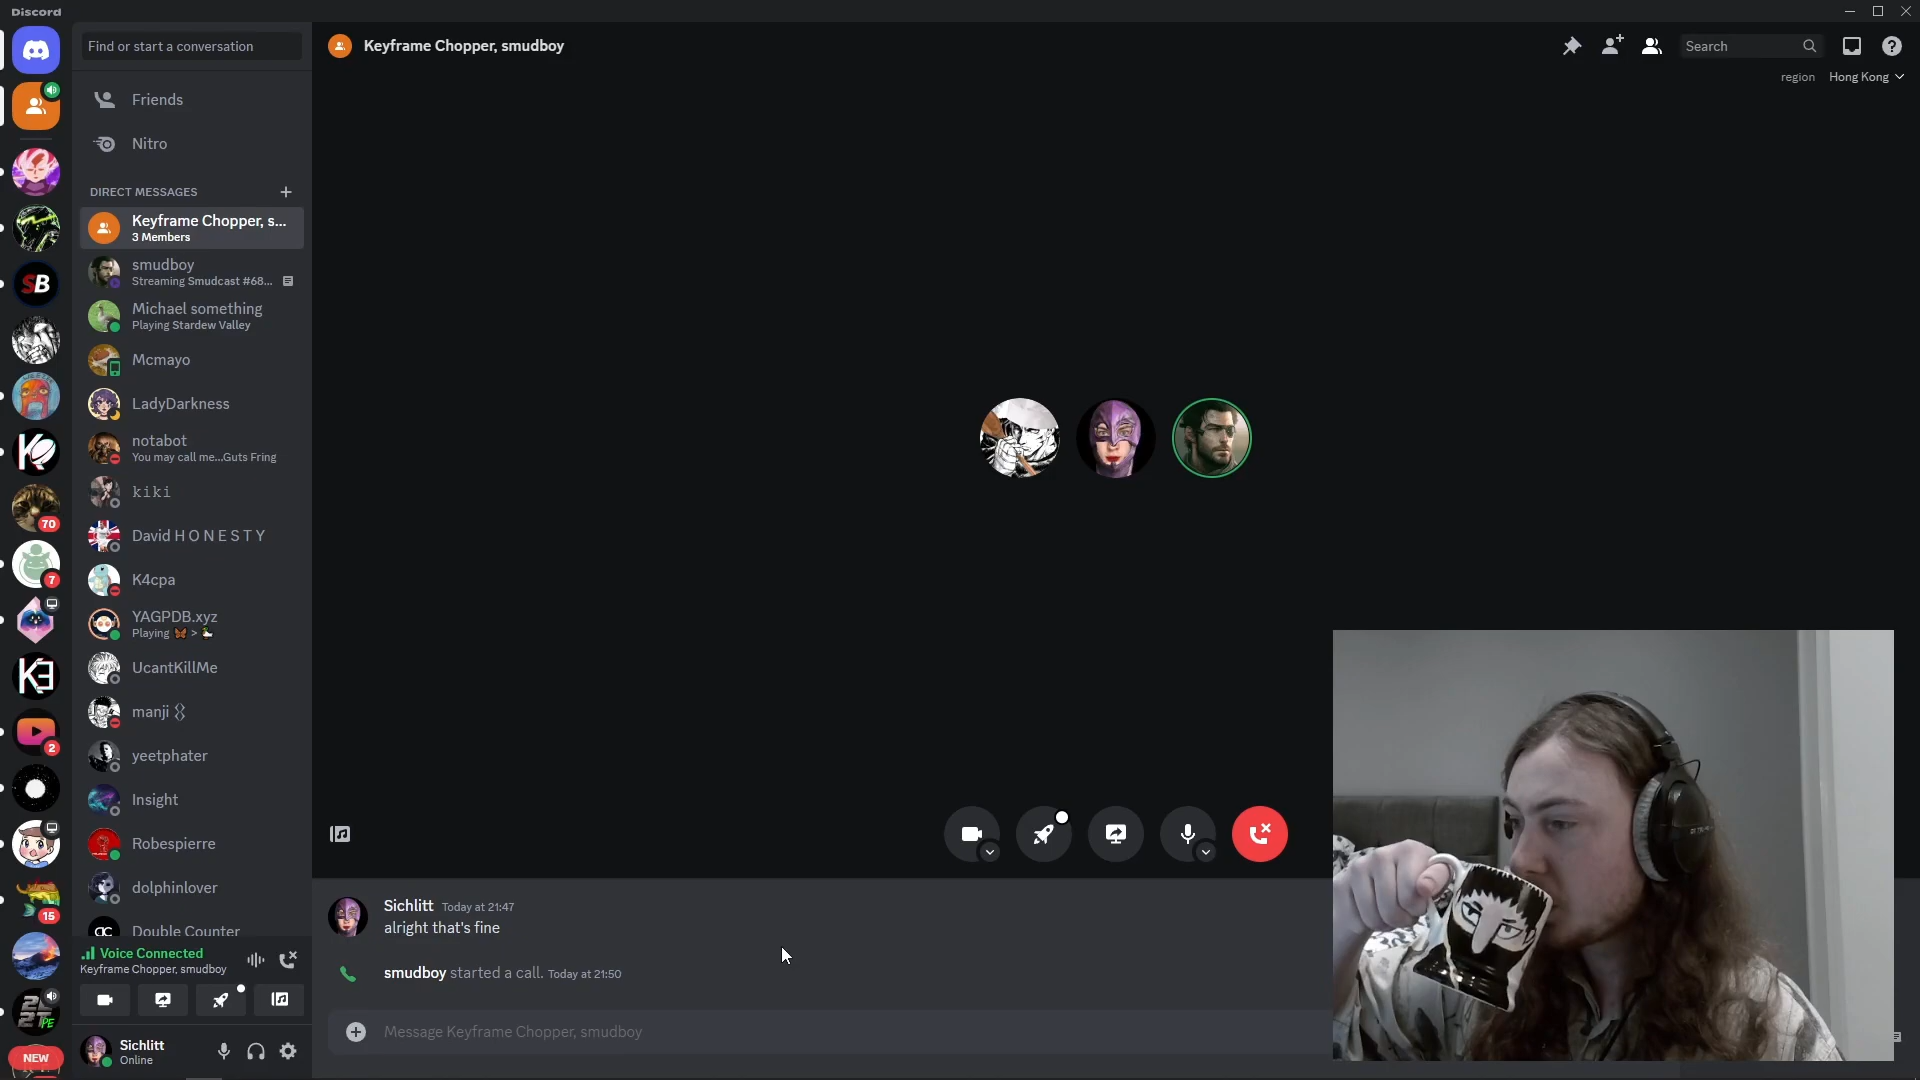 Discord
Find or start a conversation
Friends
Nitro
DIRECT MESSAGES
Keyframe Chopper, s...
3 Members
smudboy
Streaming Smudcast #68...
Michael something
Playing Stardew Valley
Mcmayo
LadyDarkness
notabot
You may call me...Guts Fring
kiki
David H O N E S T Y
K4cpa
YAGPDB.xyz
Playing 🦋 > 🦆
UcantKillMe
manji
yeetphater
Insight
Robespierre
dolphinlover
Double Counter
Voice Connected
Keyframe Chopper, smudboy
Sichlitt
Online
SB
70
7
K3
2
15
NEW
Keyframe Chopper, smudboy
Search
region Hong Kong
Sichlitt Today at 21:47
alright that's fine
smudboy started a call. Today at 21:50
Message Keyframe Chopper, smudboy